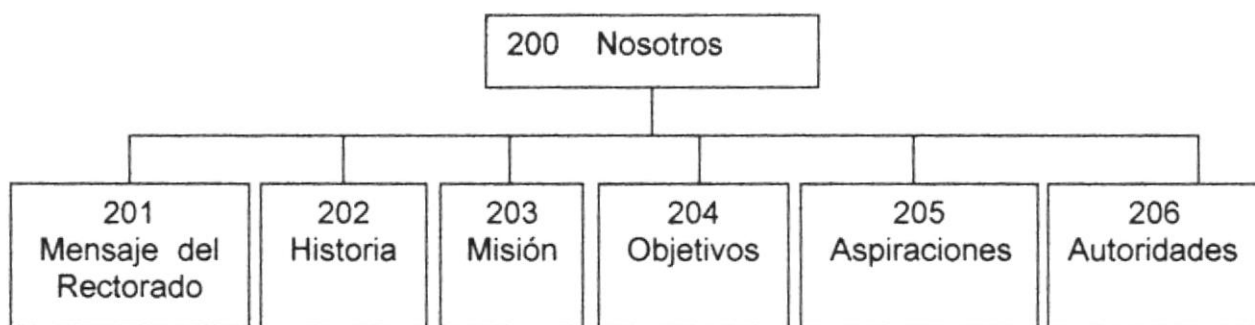 200 Nosotros
201
Mensaje del
Rectorado
202
Historia
203
Misión
204
Objetivos
205
Aspiraciones
206
Autoridades